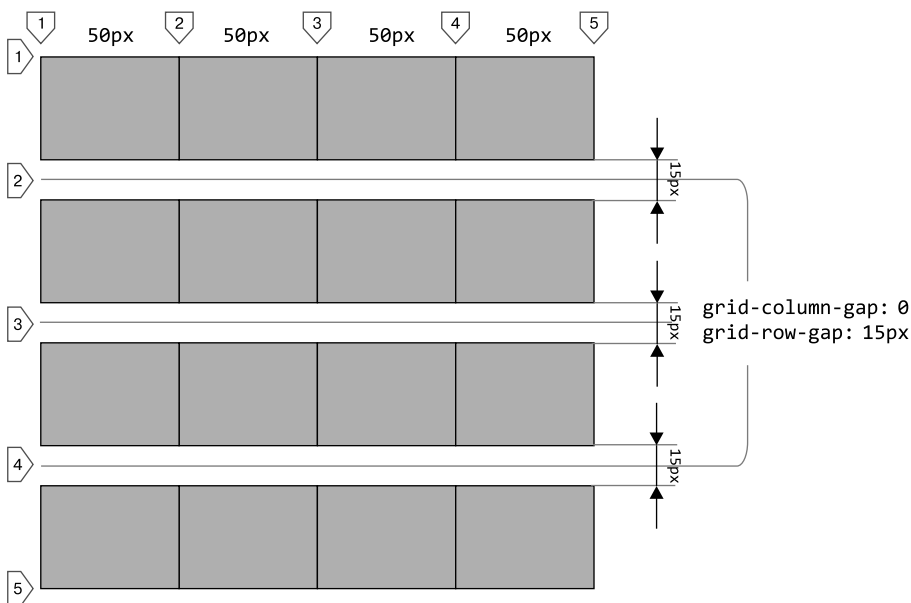 1 2 3 4 5
50px 50px 50px 50px
1
2
15px
grid-column-gap: 0
3
15px
grid-row-gap: 15px
4
15px
5